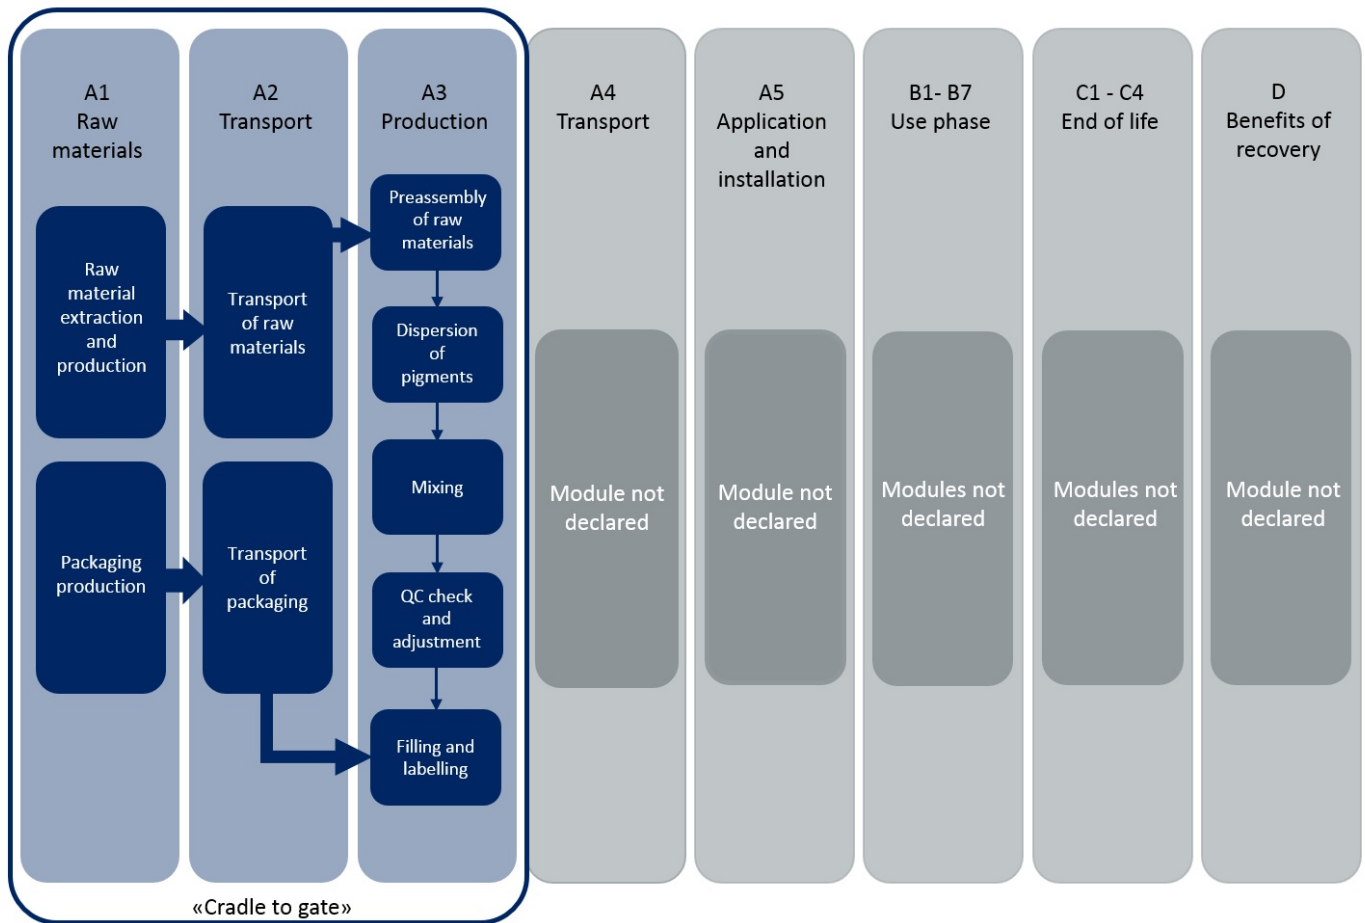 A1
Raw
materials
A2
Transport
A3
Production
A4
Transport
A5
Application
and
installation
B1- B7
Use phase
C1 - C4
End of life
D
Benefits of
recovery
Raw
material
extraction
and
production
Transport
of raw
materials
Preassembly
of raw
materials
Dispersion
of
pigments
Mixing
QC check
and
adjustment
Filling and
labelling
Packaging
production
Transport
of
packaging
Module not
declared
Module not
declared
Modules not
declared
Modules not
declared
Module not
declared
«Cradle to gate»